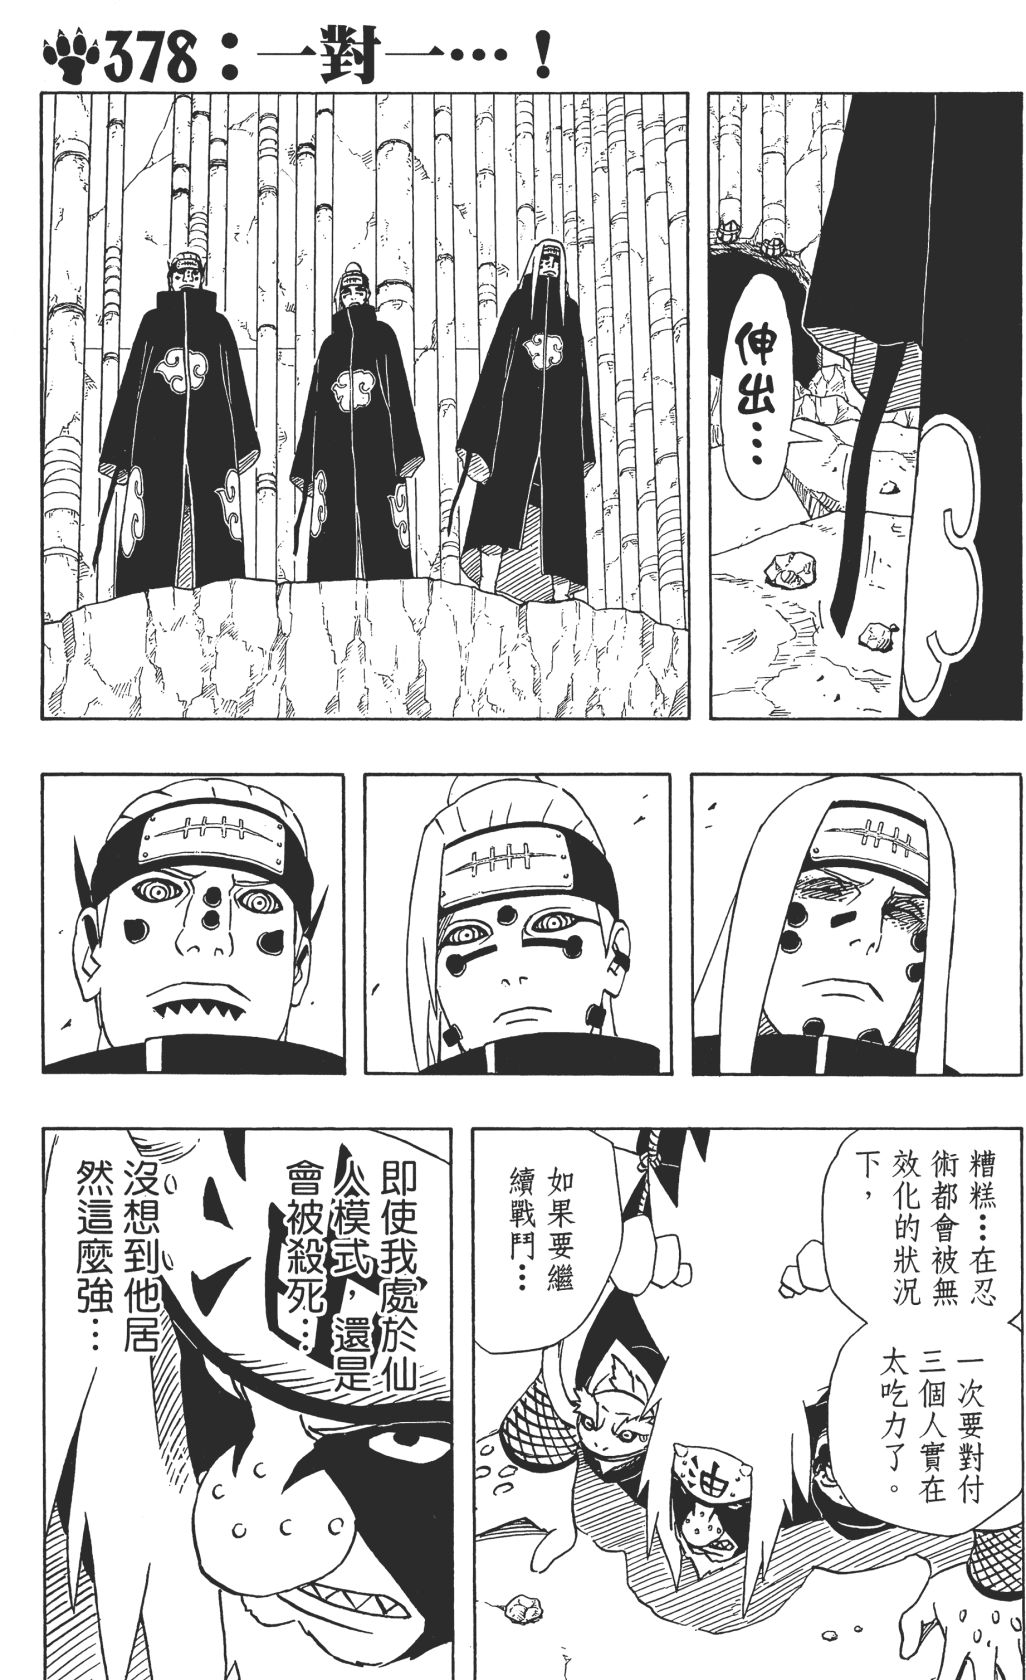 378：一對一…！
伸出…
糟糕…在忍
術都會被無
效化的狀況
下，
一次要對付
三個人實在
太吃力了。
如果要繼
續戰鬥…
油
即使我處於仙
人模式，還是
會被殺死…
沒想到他居
然這麼強…